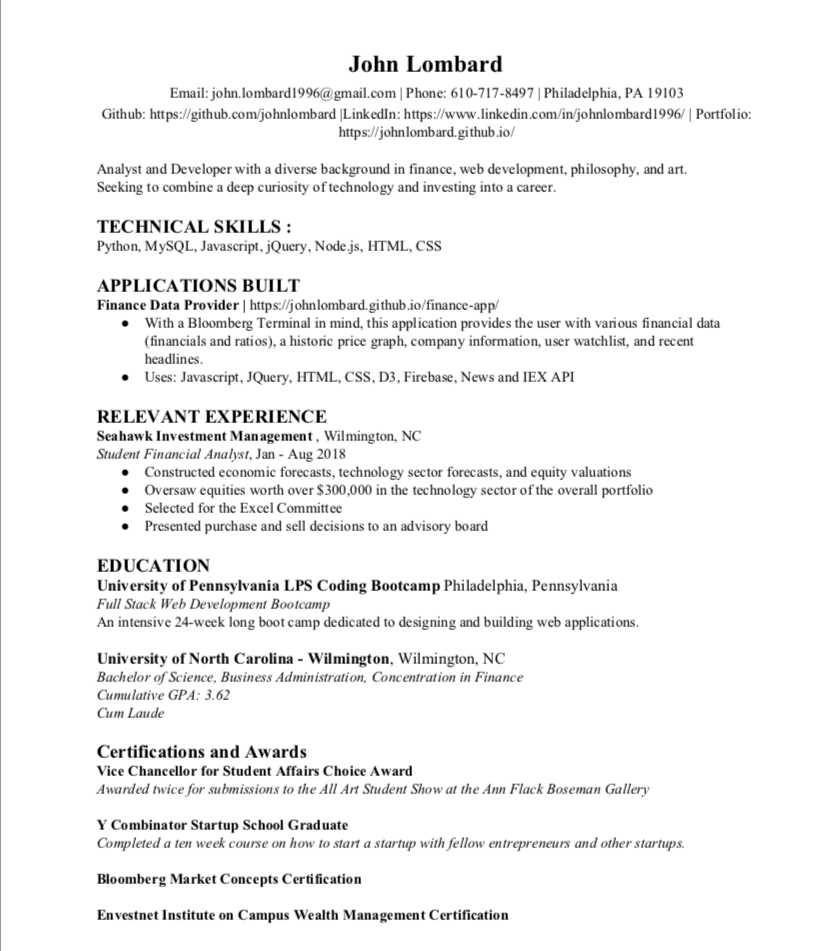 John Lombard
Email: john.lombard1996@gmail.com | Phone: 610-717-8497 | Philadelphia, PA 19103
Github: https://github.com/johnlombard |LinkedIn: https://www.linkedin.com/in/johnlombard1996/ | Portfolio:
https://johnlombard.github.io/
Analyst and Developer with a diverse background in finance, web development, philosophy, and art.
Seeking to combine a deep curiosity of technology and investing into a career.
TECHNICAL SKILLS :
Python, MySQL, Javascript, jQuery, Node.js, HTML, CSS
APPLICATIONS BUILT
Finance Data Provider | https://johnlombard.github.io/finance-app/
● With a Bloomberg Terminal in mind, this application provides the user with various financial data
(financials and ratios), a historic price graph, company information, user watchlist, and recent
headlines.
● Uses: Javascript, JQuery, HTML, CSS, D3, Firebase, News and IEX API
RELEVANT EXPERIENCE
Seahawk Investment Management , Wilmington, NC
Student Financial Analyst, Jan - Aug 2018
● Constructed economic forecasts, technology sector forecasts, and equity valuations
● Oversaw equities worth over $300,000 in the technology sector of the overall portfolio
● Selected for the Excel Committee
● Presented purchase and sell decisions to an advisory board
EDUCATION
University of Pennsylvania LPS Coding Bootcamp Philadelphia, Pennsylvania
Full Stack Web Development Bootcamp
An intensive 24-week long boot camp dedicated to designing and building web applications.
University of North Carolina - Wilmington, Wilmington, NC
Bachelor of Science, Business Administration, Concentration in Finance
Cumulative GPA: 3.62
Cum Laude
Certifications and Awards
Vice Chancellor for Student Affairs Choice Award
Awarded twice for submissions to the All Art Student Show at the Ann Flack Boseman Gallery
Y Combinator Startup School Graduate
Completed a ten week course on how to start a startup with fellow entrepreneurs and other startups.
Bloomberg Market Concepts Certification
Envestnet Institute on Campus Wealth Management Certification